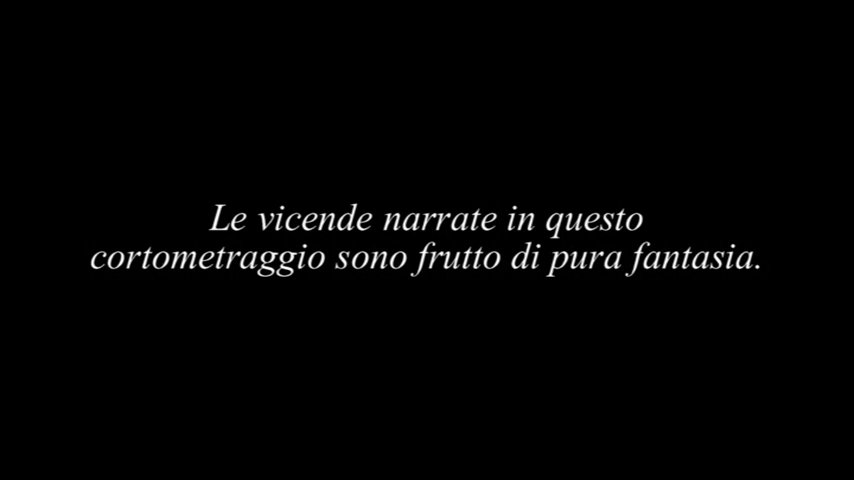 Le vicende narrate in questo
cortometraggio sono frutto di pura fantasia.